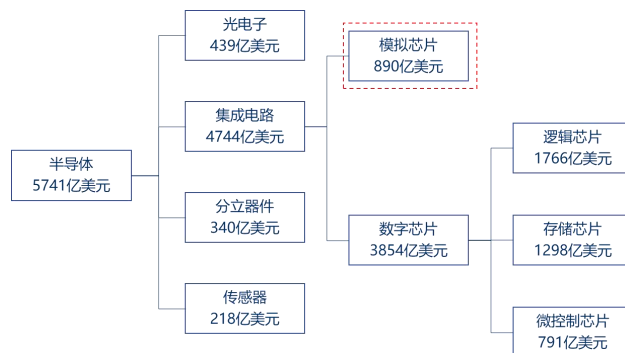 光电子
439亿美元
模拟芯片
890亿美元
集成电路
4744亿美元
逻辑芯片
1766亿美元
半导体
5741亿美元
分立器件
340亿美元
数字芯片
3854亿美元
存储芯片
1298亿美元
传感器
218亿美元
微控制芯片
791亿美元